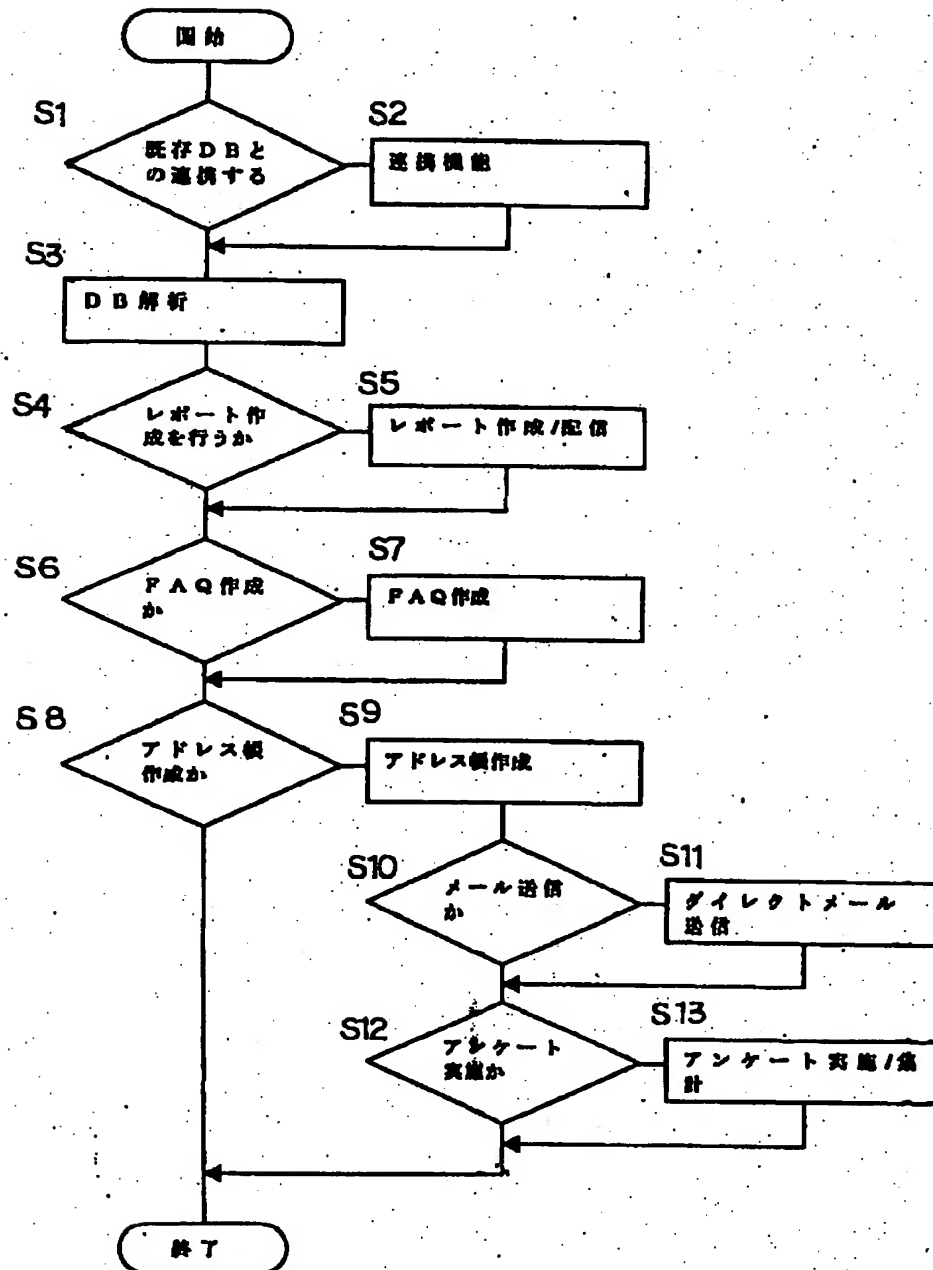 開始
S1
既存DBと
の連携する
S2
連携機能
S3
DB解析
S4
レポート作
成を行うか
S5
レポート作成/配信
S6
FAQ作成
か
S7
FAQ作成
S8
アドレス帳
作成か
S9
アドレス帳作成
S10
メール送信
か
S11
ダイレクトメール
送信
S12
アンケート
実施か
S13
アンケート実施/集
計
終了